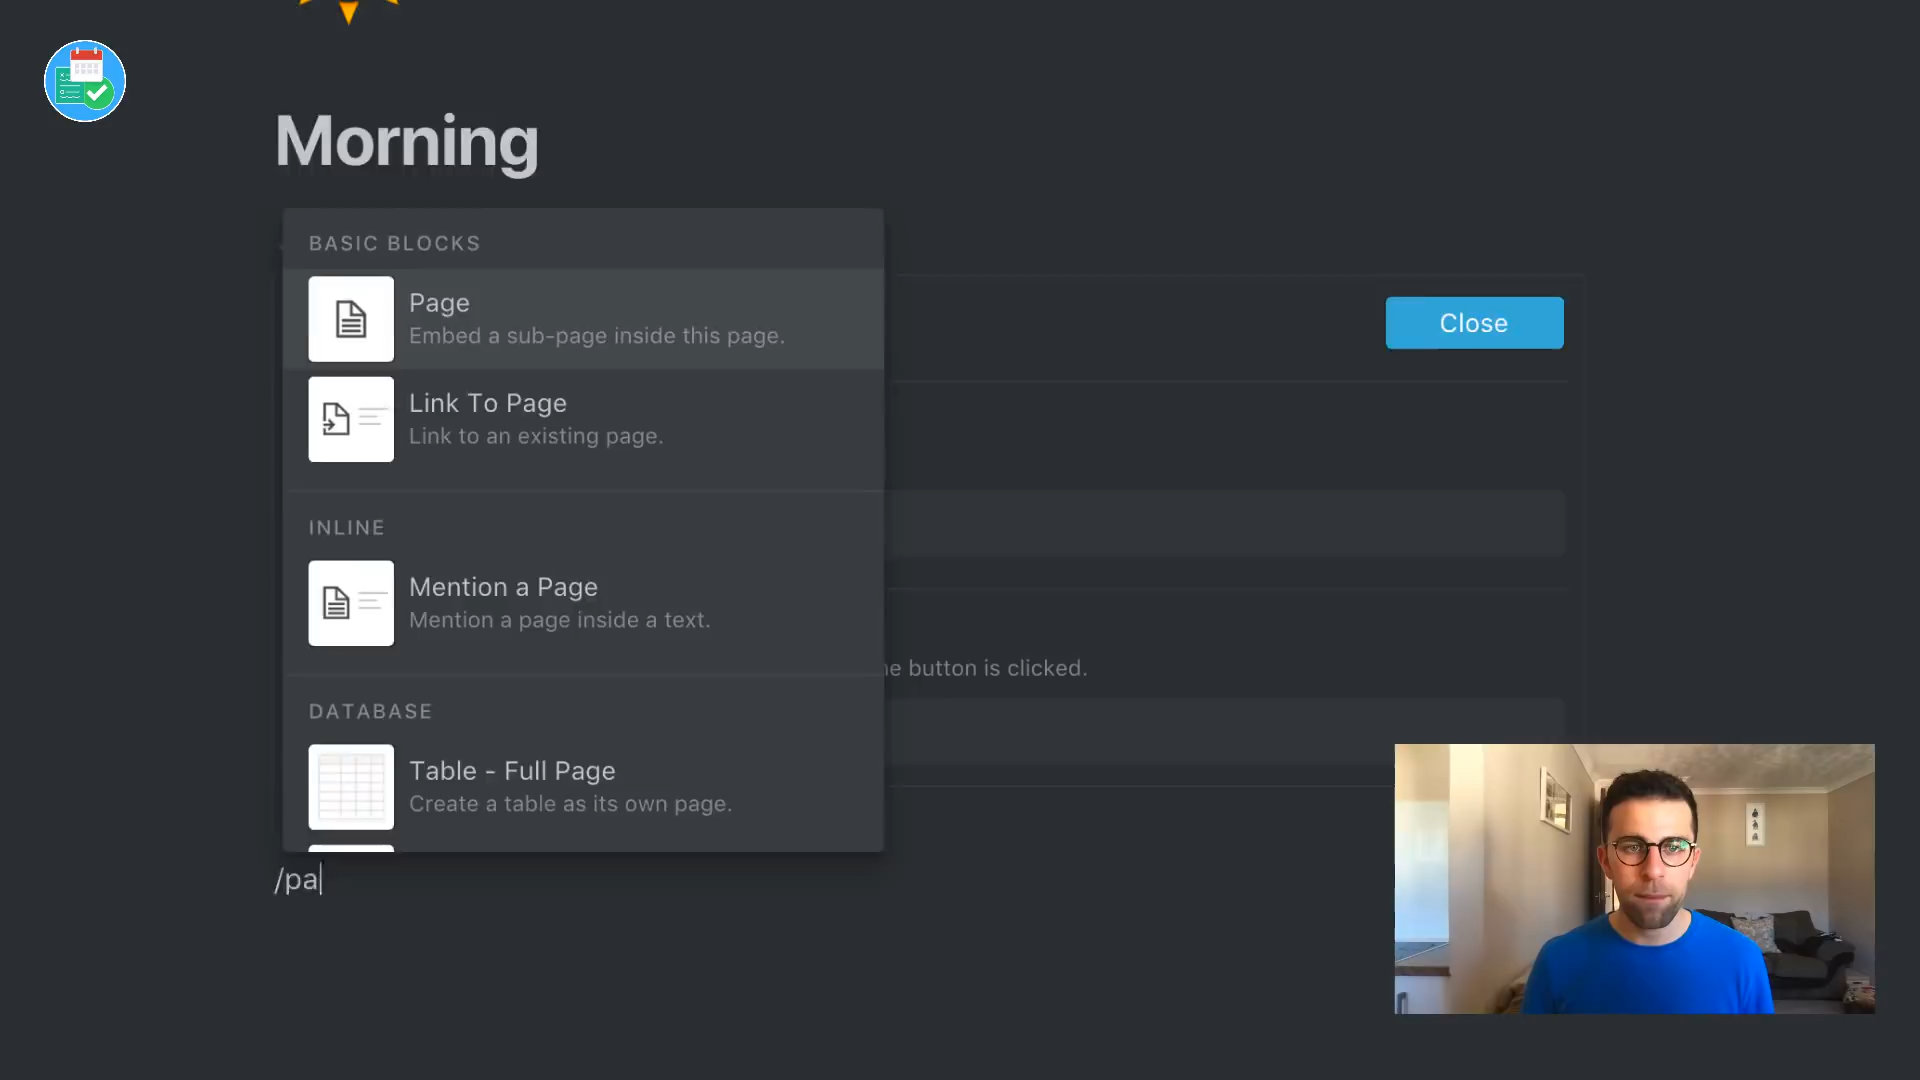 Morning
BASIC BLOCKS
Page
Embed a sub-page inside this page.
Close
Link To Page
Link to an existing page.
INLINE
Mention a Page
Mention a page inside a text.
button is clicked.
DATABASE
Table - Full Page
Create a table as its own page.
/pa